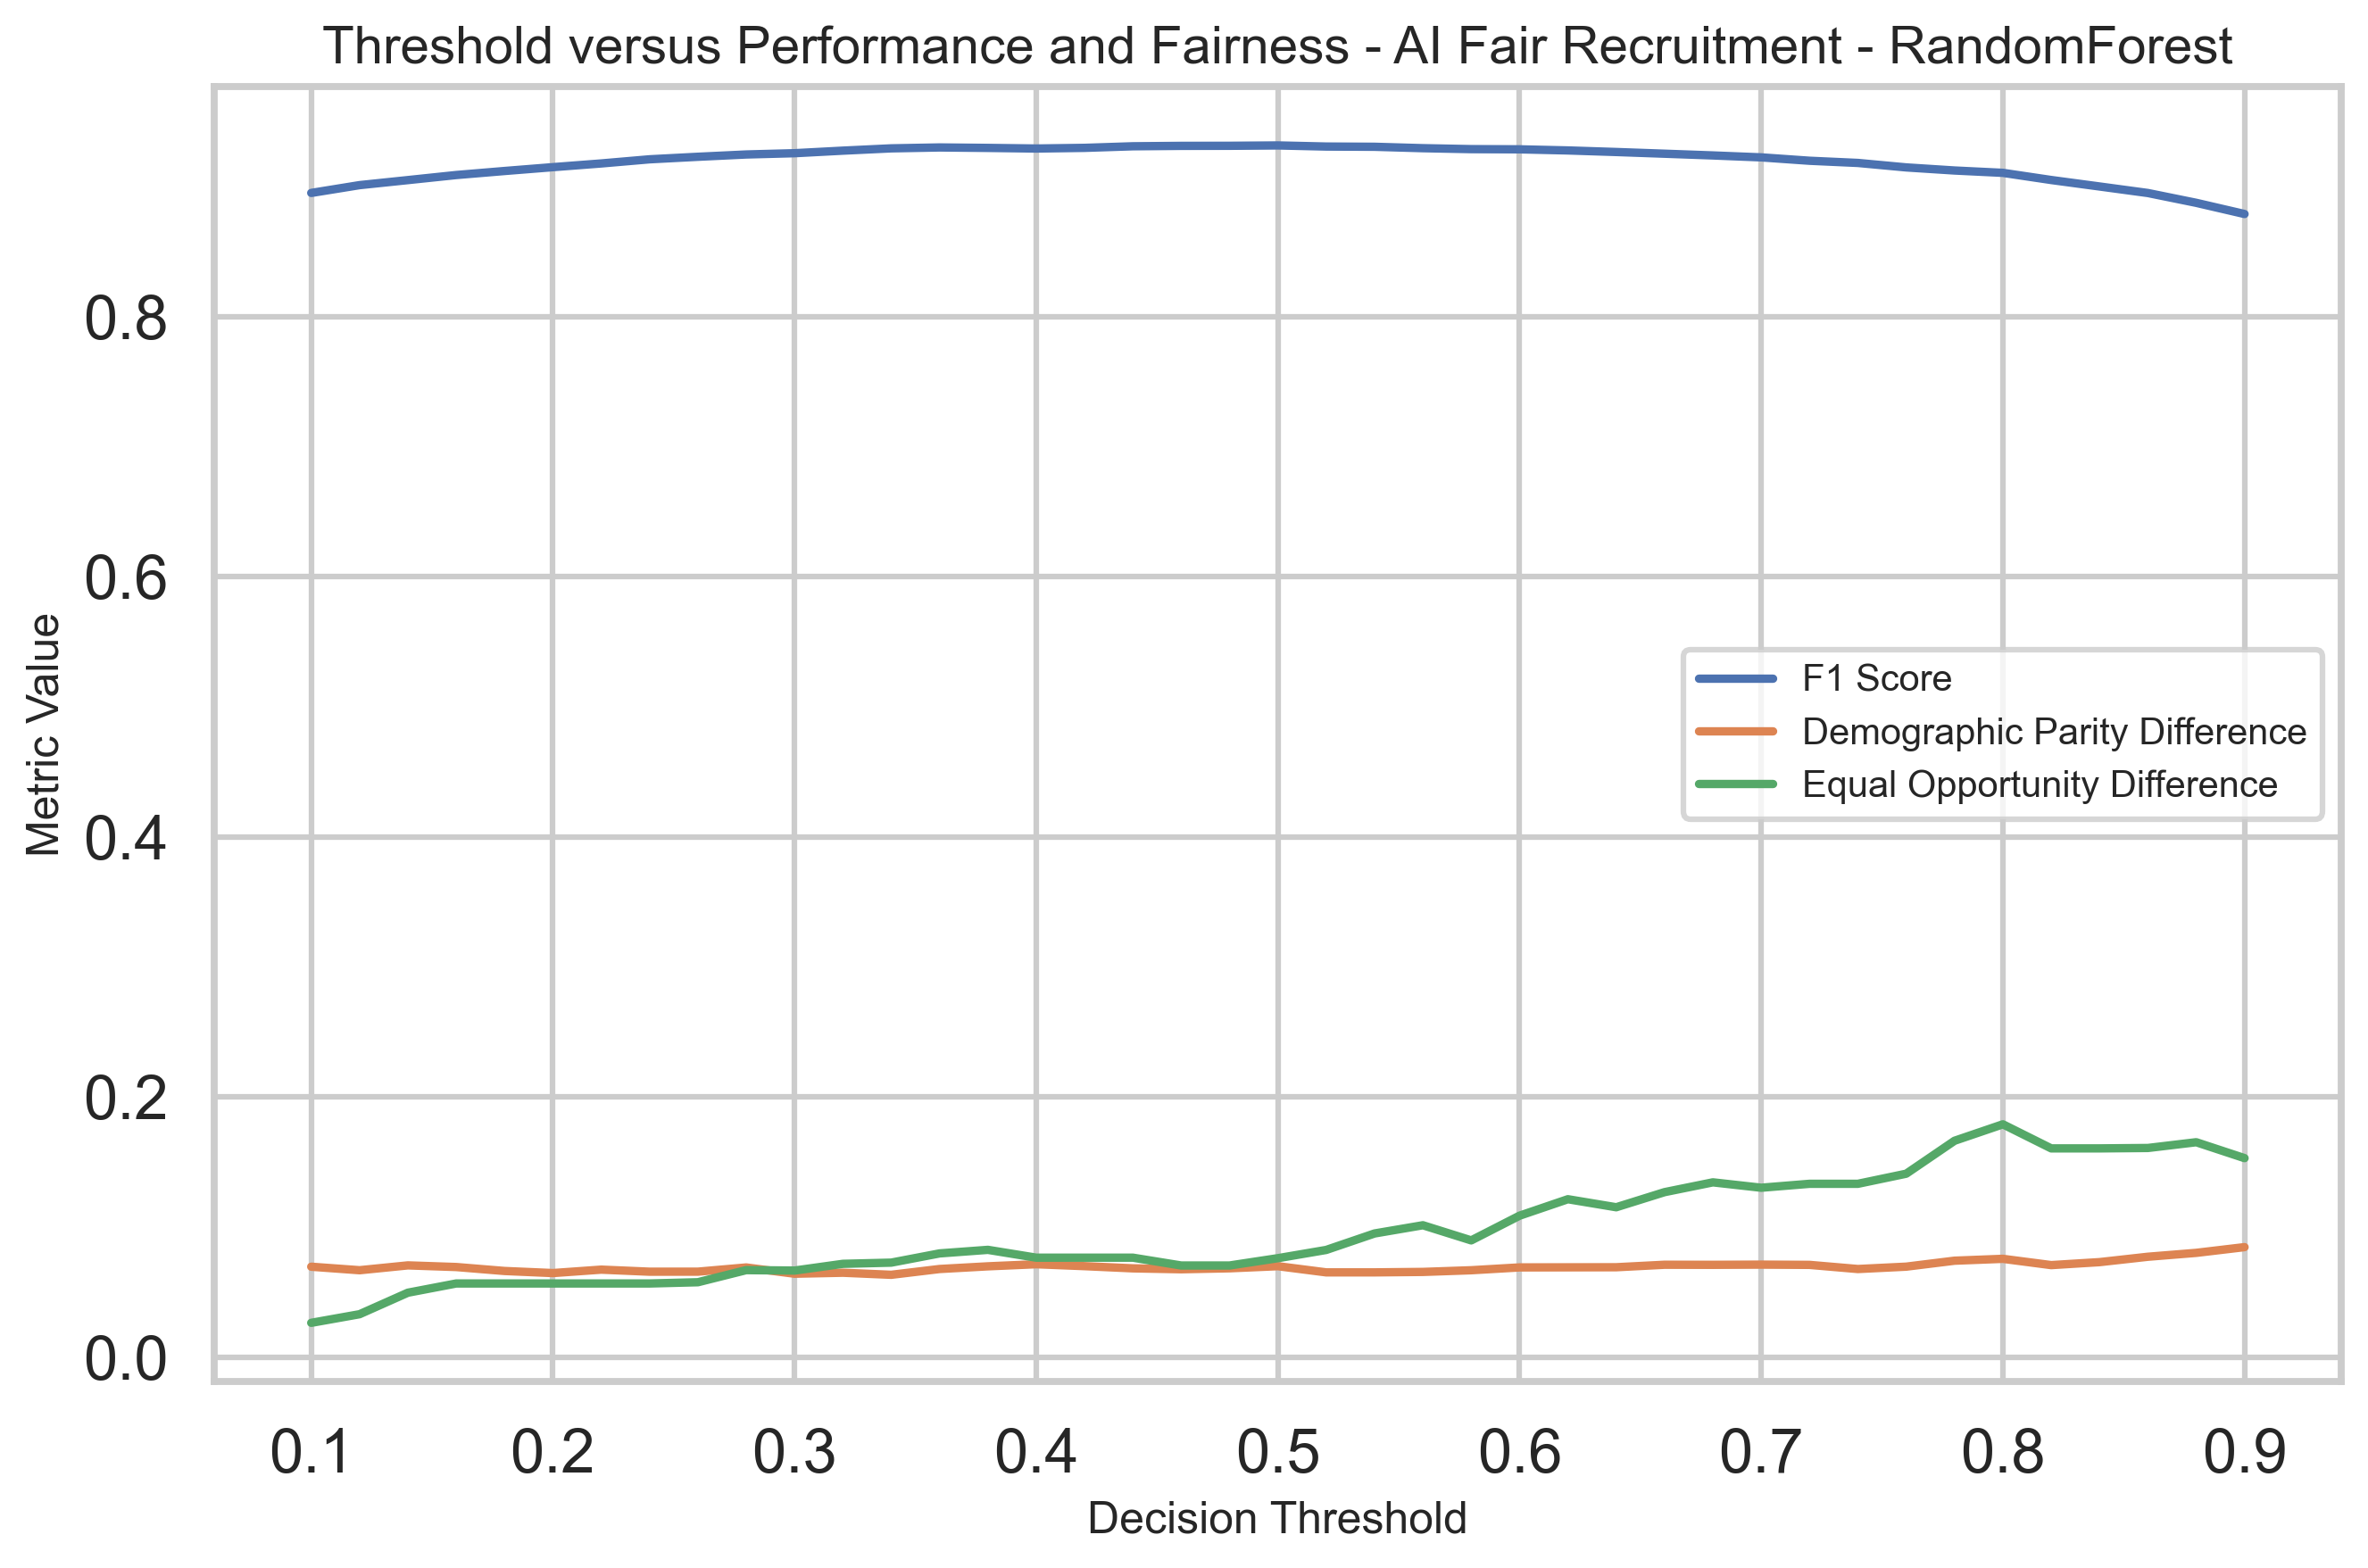 Threshold versus Performance and Fairness - AI Fair Recruitment - RandomForest
0.8
0.6
0.4
0.2
0.0
Metric Value
F1 Score
Demographic Parity Difference
Equal Opportunity Difference
0.1 0.2 0.3 0.4 0.5 0.6 0.7 0.8 0.9
Decision Threshold